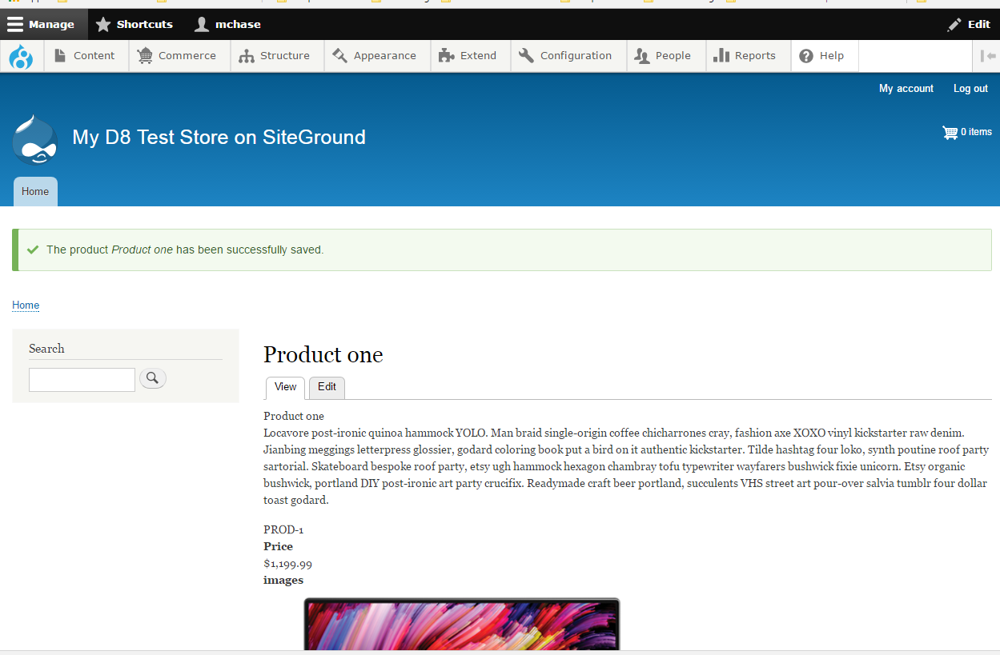 Manage Shortcuts mchase Edit
Content Commerce Structure Appearance Extend Configuration People Reports Help
My account Log out
My D8 Test Store on SiteGround
0 items
Home
The product Product one has been successfully saved.
Home
Search
Product one
View Edit
Product one
Locavore post-ironic quinoa hammock YOLO. Man braid single-origin coffee chicharrones cray, fashion axe XOXO vinyl kickstarter raw denim.
Jianbing meggings letterpress glossier, godard coloring book put a bird on it authentic kickstarter. Tilde hashtag four loko, synth poutine roof party
sartorial. Skateboard bespoke roof party, etsy ugh hammock hexagon chambray tofu typewriter wayfarers bushwick fixie unicorn. Etsy organic
bushwick, portland DIY post-ironic art party crucifix. Readymade craft beer portland, succulents VHS street art pour-over salvia tumblr four dollar
toast godard.
PROD-1
Price
$1,199.99
images